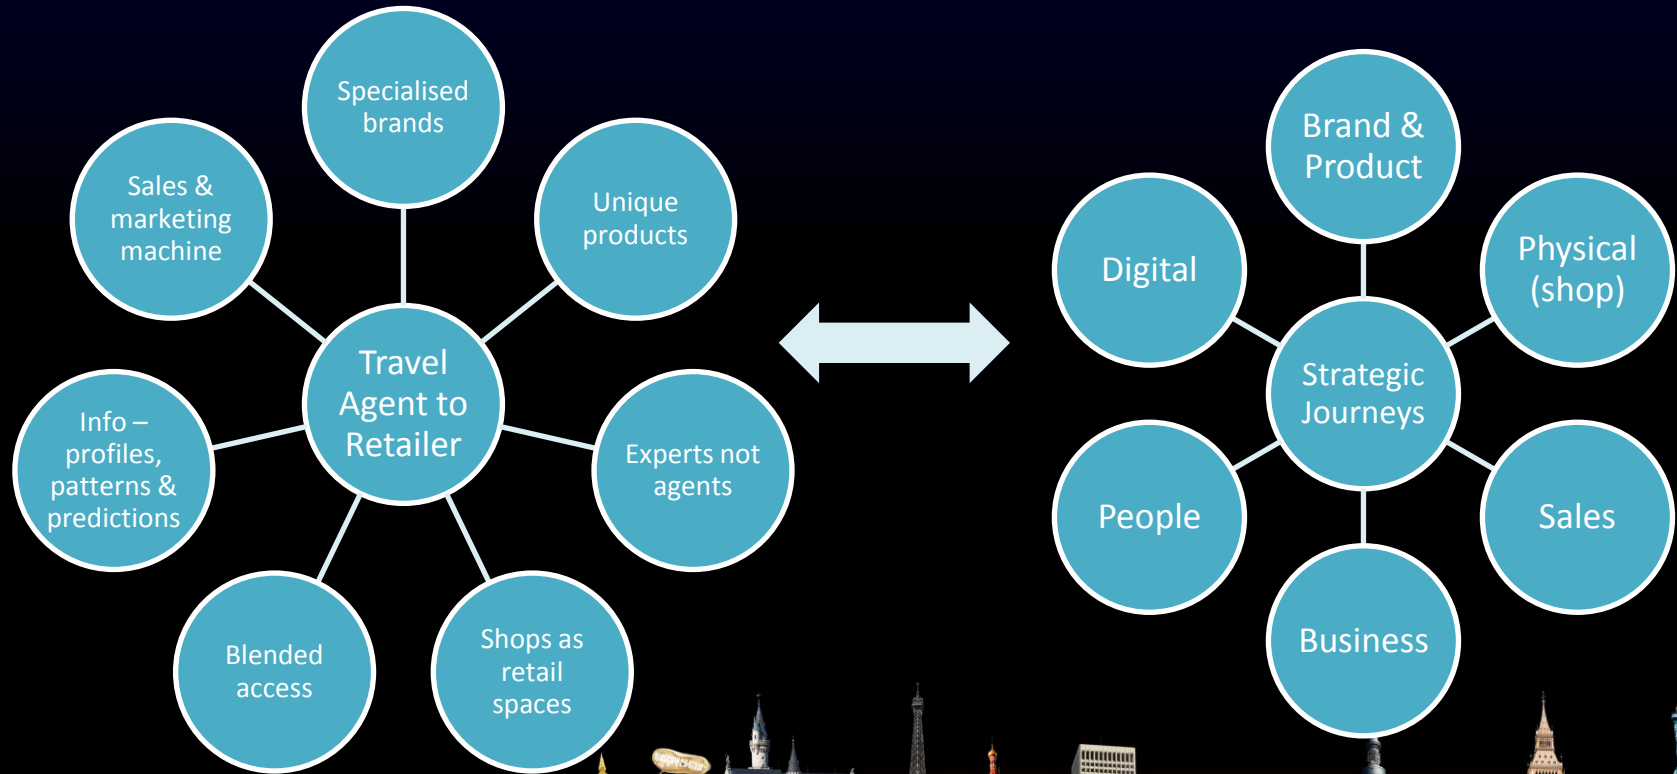 Specialised
brands
Unique
products
Experts not
agents
Shops as
retail
spaces
Blended
access
Info –
profiles,
patterns &
predictions
Sales &
marketing
machine
Travel
Agent to
Retailer
Brand &
Product
Physical
(shop)
Sales
Business
People
Digital
Strategic
Journeys